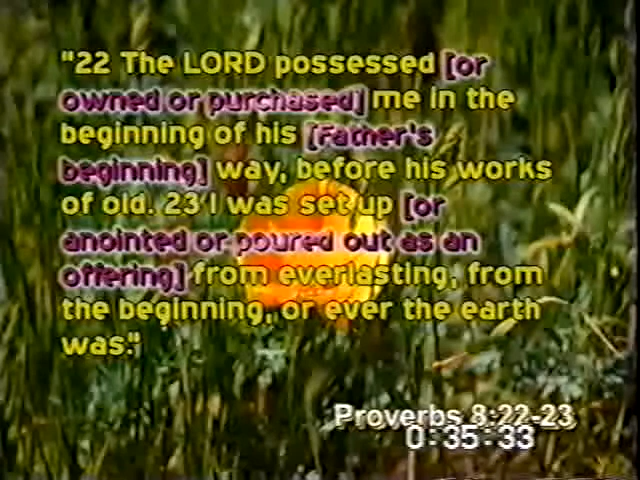 "22 The LORD possessed [or
owned or purchased] me in the
beginning of his [Father's
beginning] way, before his works
of old. 23 I was set up [or
anointed or poured out as an
offering] from everlasting, from
the beginning, or ever the earth
was."
Proverbs 8:22-23
0:35:33